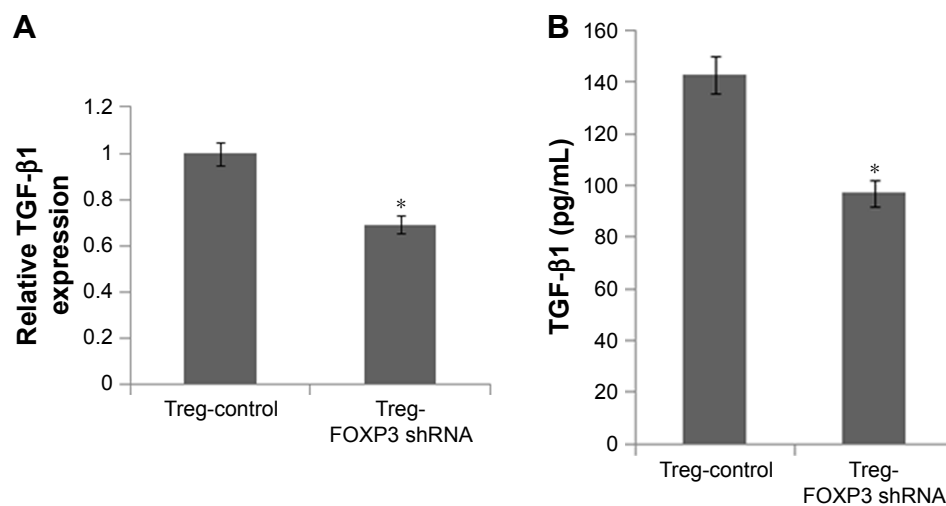 A
Relative TGF-β1
expression
1.2
1
0.8
0.6
0.4
0.2
0
*
Treg-control
Treg-
FOXP3 shRNA
B
TGF-β1 (pg/mL)
160
140
120
100
80
60
40
20
0
*
Treg-control
Treg-
FOXP3 shRNA